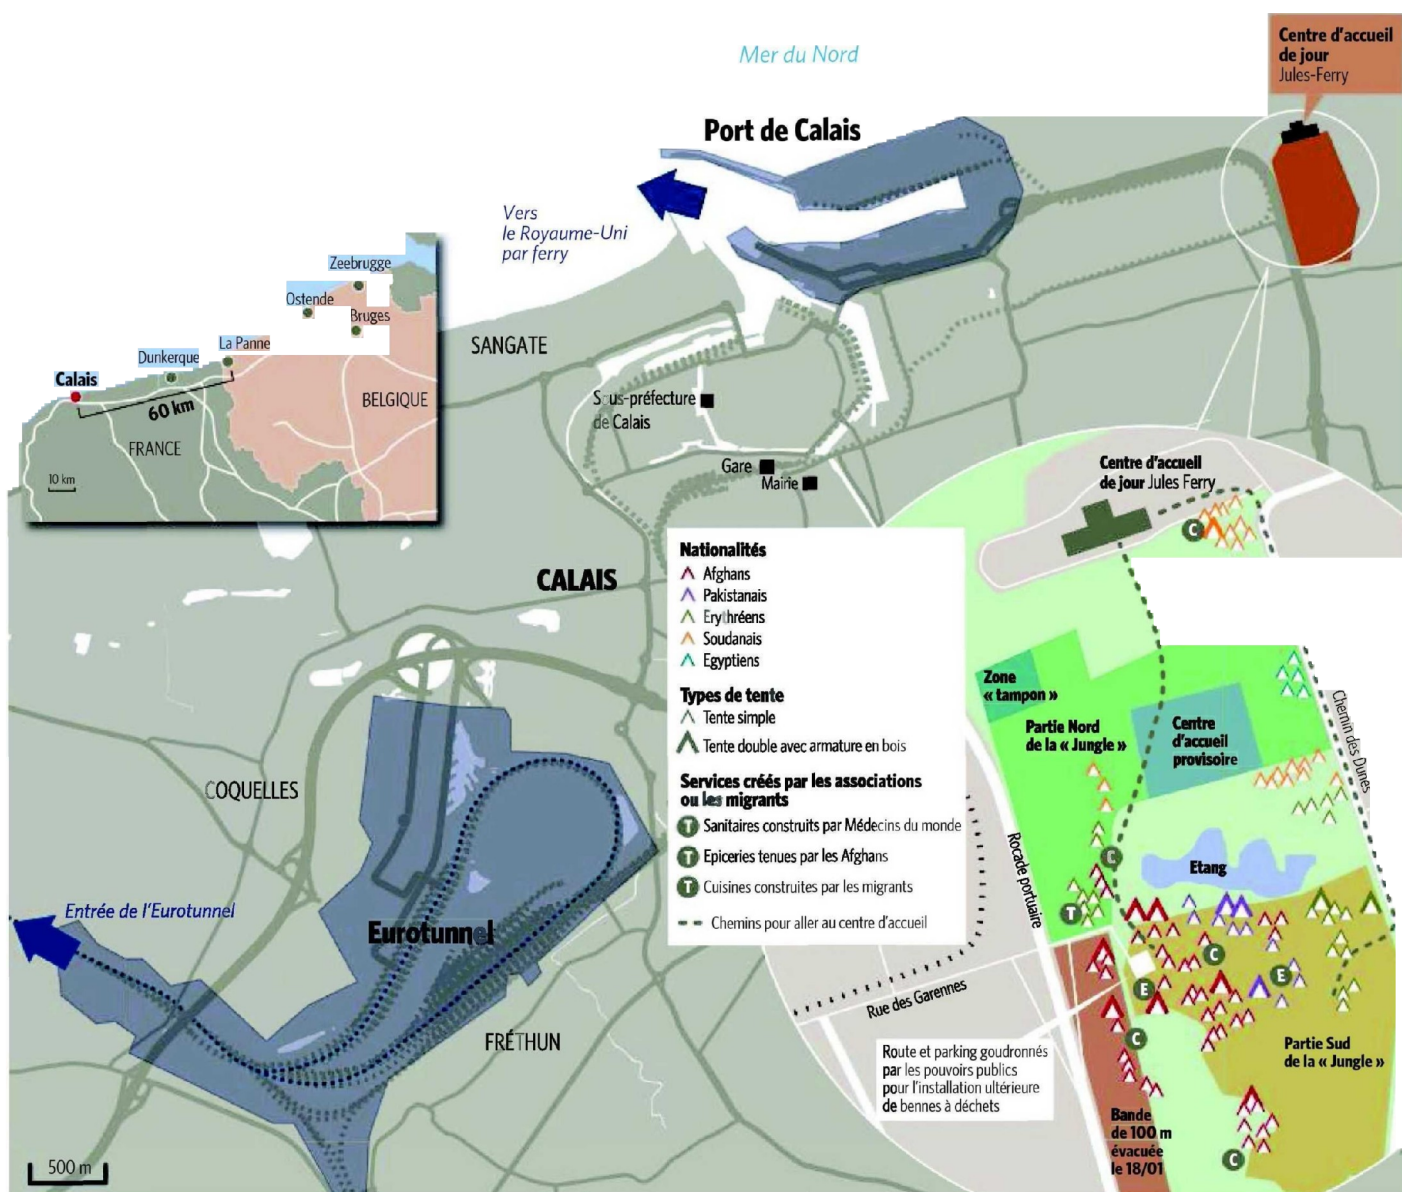 Mer du Nord
Centre d'accueil
de jour
Jules-Ferry
Port de Calais
Vers
le Royaume-Uni
par ferry
Zeebrugge
Ostende
Bruges
La Panne
Dunkerque
Calais
60 km
BELGIQUE
FRANCE
10 km
SANGATE
Sous-préfecture
de Calais
Gare
Mairie
CALAIS
COQUELLES
Entrée de l'Eurotunnel
Eurotunnel
FRÉTHUN
500 m
Nationalités
Afghans
Pakistanais
Erythréens
Soudanais
Egyptiens
Types de tente
Tente simple
Tente double avec armature en bois
Services créés par les associations
ou les migrants
T Sanitaires construits par Médecins du monde
T Epiceries tenues par les Afghans
T Cuisines construites par les migrants
Chemins pour aller au centre d'accueil
Centre d'accueil
de jour Jules Ferry
C
Zone
« tampon »
Partie Nord
de la « Jungle »
Centre
d'accueil
provisoire
Chemin des Dunes
Rocade portuaire
C
Etang
T
C
E
E
C
Rue des Garennes
Route et parking goudronnés
par les pouvoirs publics
pour l'installation ultérieure
de bennes à déchets
Partie Sud
de la « Jungle »
Bande
de 100 m
évacuée
le 18/01
C